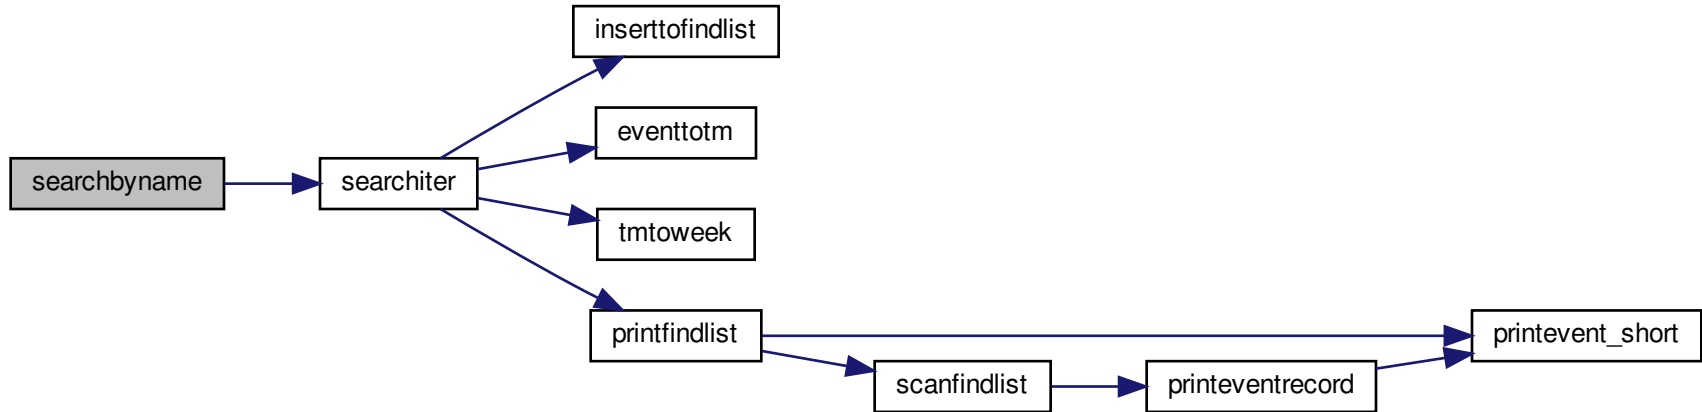 inserttofindlist
eventtotm
searchbyname
searchiter
tmtoweek
printfindlist
printevent_short
scanfindlist
printeventrecord